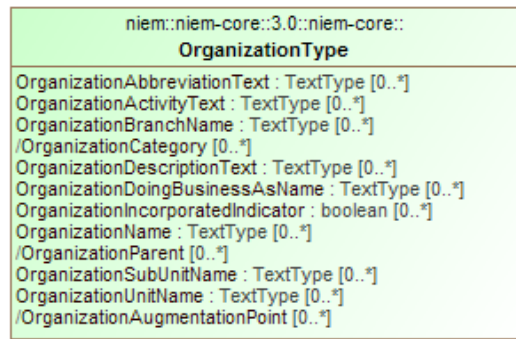 niem::niem-core::3.0::niem-core::
OrganizationType
OrganizationAbbreviationText : TextType [0..*]
OrganizationActivityText : TextType [0..*]
OrganizationBranchName : TextType [0..*]
/OrganizationCategory [0..*]
OrganizationDescriptionText : TextType [0..*]
OrganizationDoingBusinessAsName : TextType [0..*]
OrganizationIncorporatedIndicator : boolean [0..*]
OrganizationName : TextType [0..*]
/OrganizationParent [0..*]
OrganizationSubUnitName : TextType [0..*]
OrganizationUnitName : TextType [0..*]
/OrganizationAugmentationPoint [0..*]